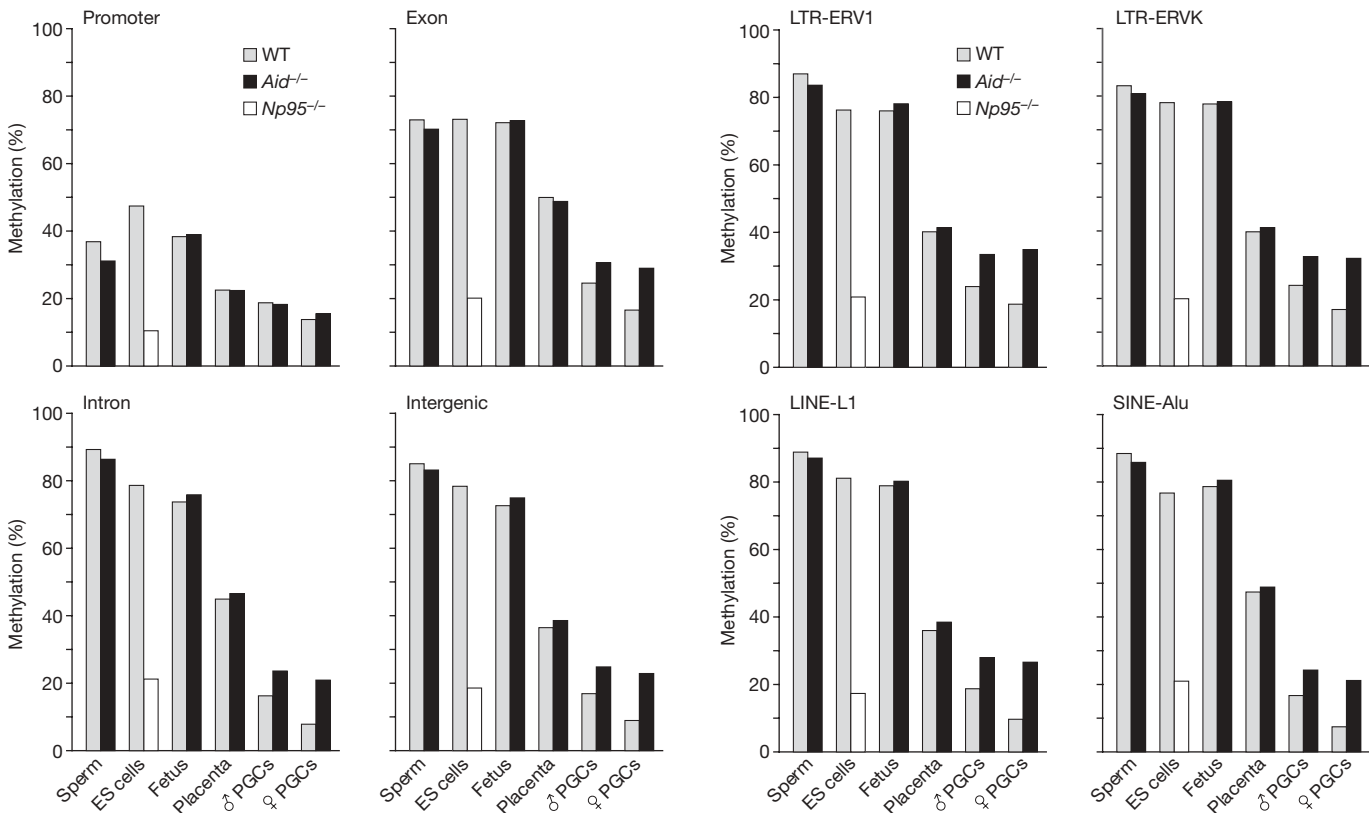 Promoter
100
80
60
40
20
0
Methylation (%)
WT
Aid–/–
Np95–/–
Exon
LTR-ERV1
100
80
60
40
20
0
Methylation (%)
WT
Aid–/–
Np95–/–
LTR-ERVK
Intron
100
80
60
40
20
0
Methylation (%)
Sperm
ES cells
Fetus
Placenta
♂ PGCs
♀ PGCs
Intergenic
Sperm
ES cells
Fetus
Placenta
♂ PGCs
♀ PGCs
LINE-L1
100
80
60
40
20
0
Methylation (%)
Sperm
ES cells
Fetus
Placenta
♂ PGCs
♀ PGCs
SINE-Alu
Sperm
ES cells
Fetus
Placenta
♂ PGCs
♀ PGCs